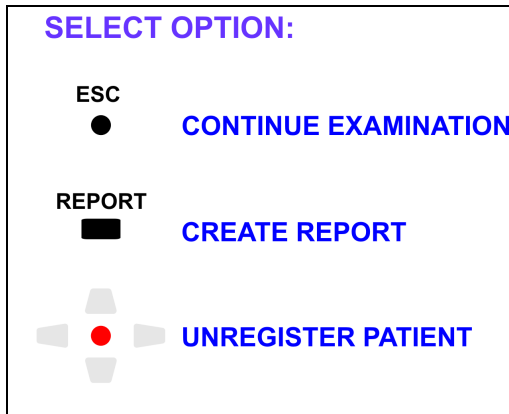 SELECT OPTION:
ESC
CONTINUE EXAMINATION
REPORT
CREATE REPORT
UNREGISTER PATIENT